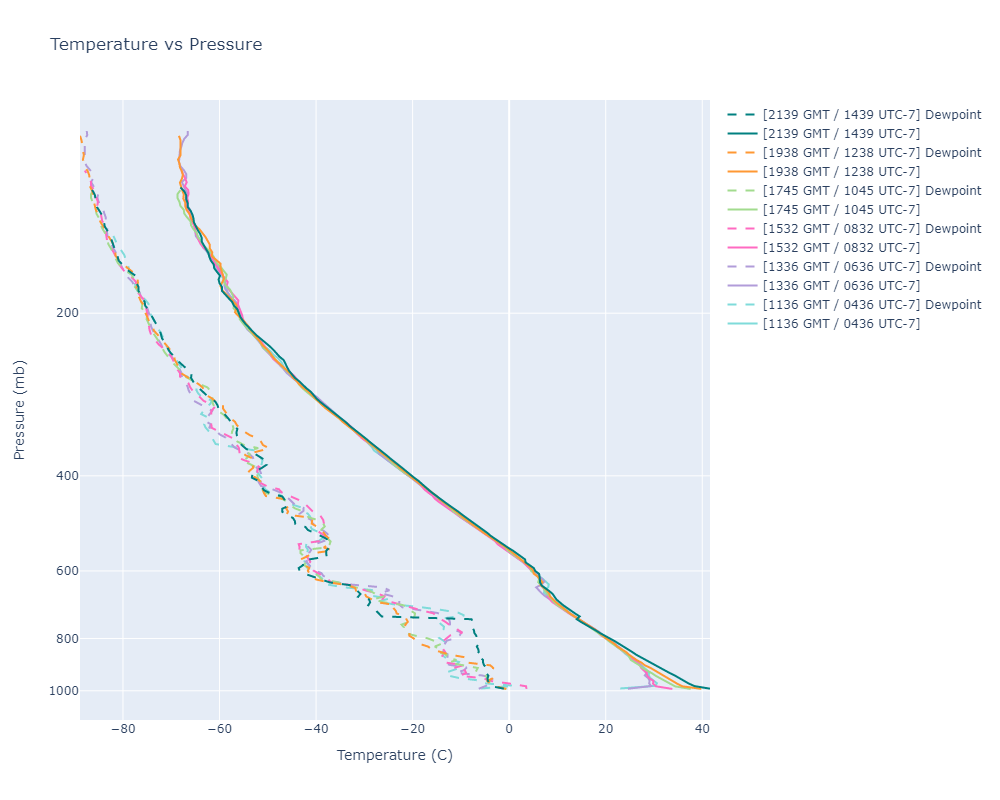 Temperature vs Pressure
[2139 GMT / 1439 UTC-7] Dewpoint
[2139 GMT / 1439 UTC-7]
[1938 GMT / 1238 UTC-7] Dewpoint
[1938 GMT / 1238 UTC-7]
[1745 GMT / 1045 UTC-7] Dewpoint
[1745 GMT / 1045 UTC-7]
[1532 GMT / 0832 UTC-7] Dewpoint
[1532 GMT / 0832 UTC-7]
[1336 GMT / 0636 UTC-7] Dewpoint
[1336 GMT / 0636 UTC-7]
[1136 GMT / 0436 UTC-7] Dewpoint
[1136 GMT / 0436 UTC-7]
Pressure (mb)
200
400
600
800
1000
−80 −60 −40 −20 0 20 40
Temperature (C)